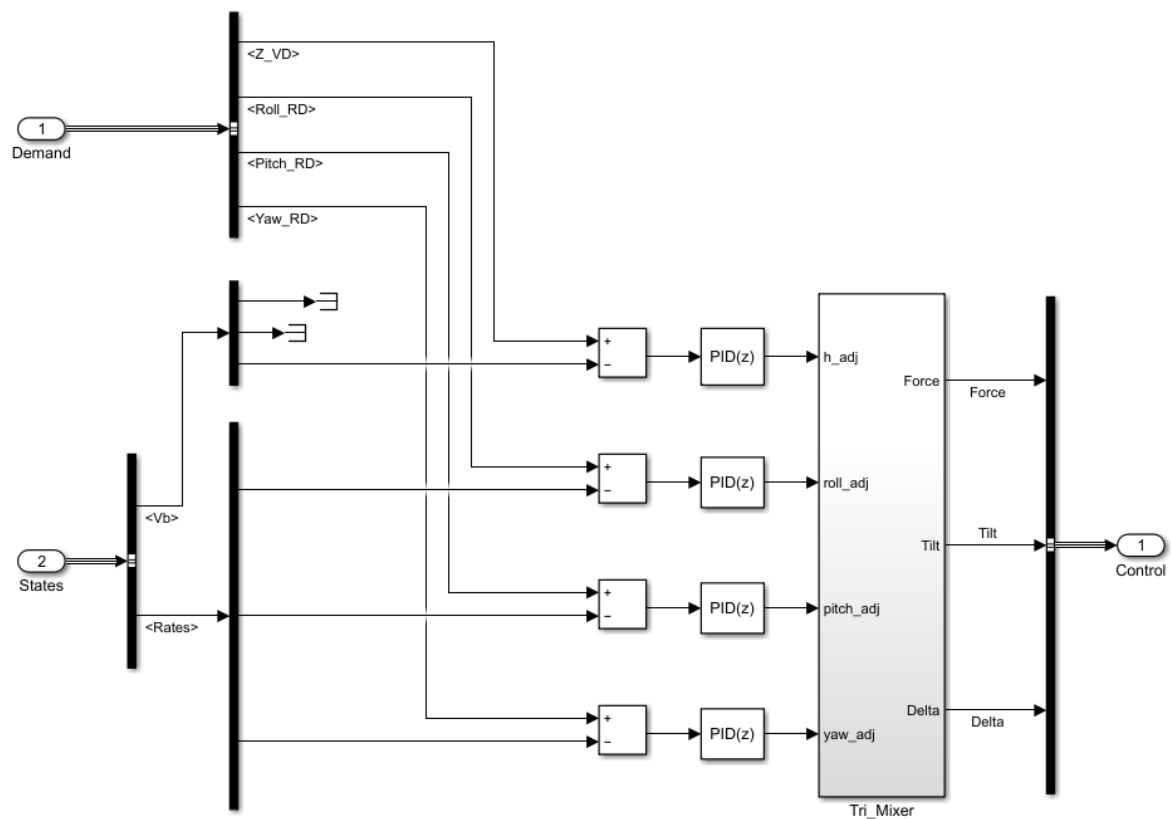 <Z_VD>
<Roll_RD>
1
Demand
<Pitch_RD>
<Yaw_RD>
+
−
PID(z)
h_adj
Force
Force
+
−
PID(z)
roll_adj
<Vb>
2
States
Tilt
Tilt
1
Control
<Rates>
+
−
PID(z)
pitch_adj
+
−
PID(z)
yaw_adj
Delta
Delta
Tri_Mixer